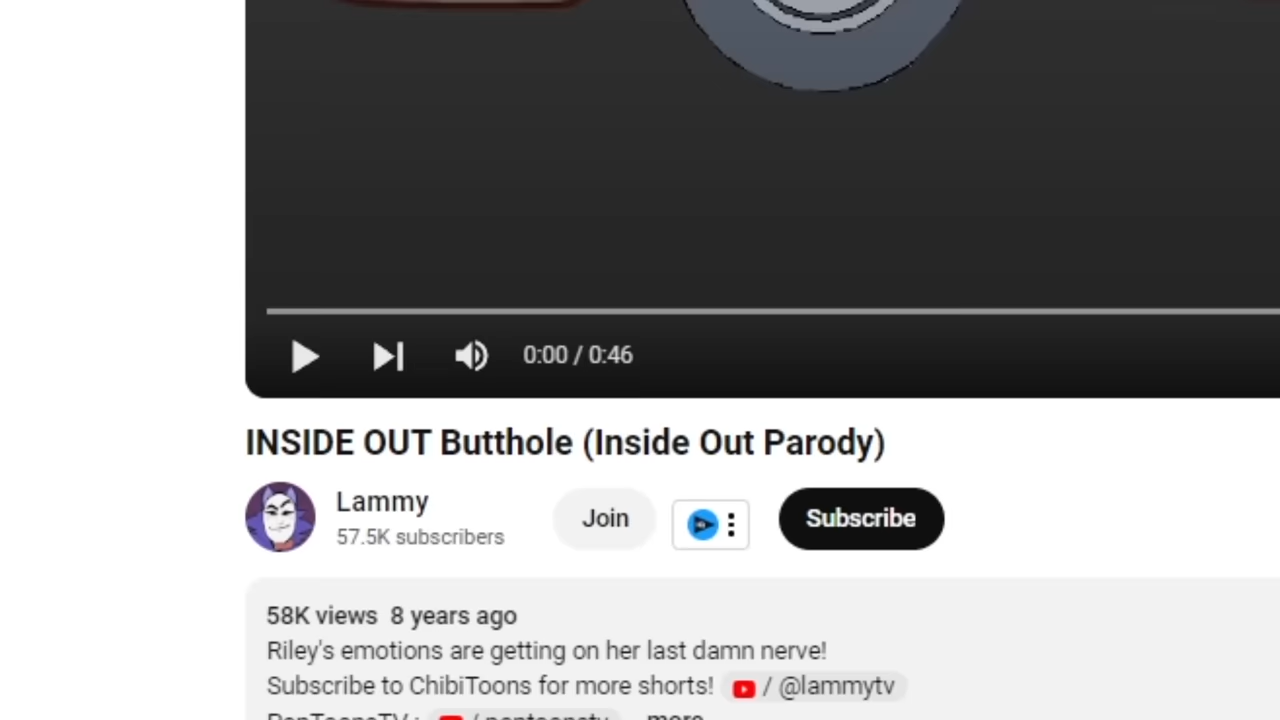 0:00 / 0:46
INSIDE OUT Butthole (Inside Out Parody)
Lammy
57.5K subscribers
Join
Subscribe
58K views 8 years ago
Riley's emotions are getting on her last damn nerve!
Subscribe to ChibiToons for more shorts! / @lammytv
...more